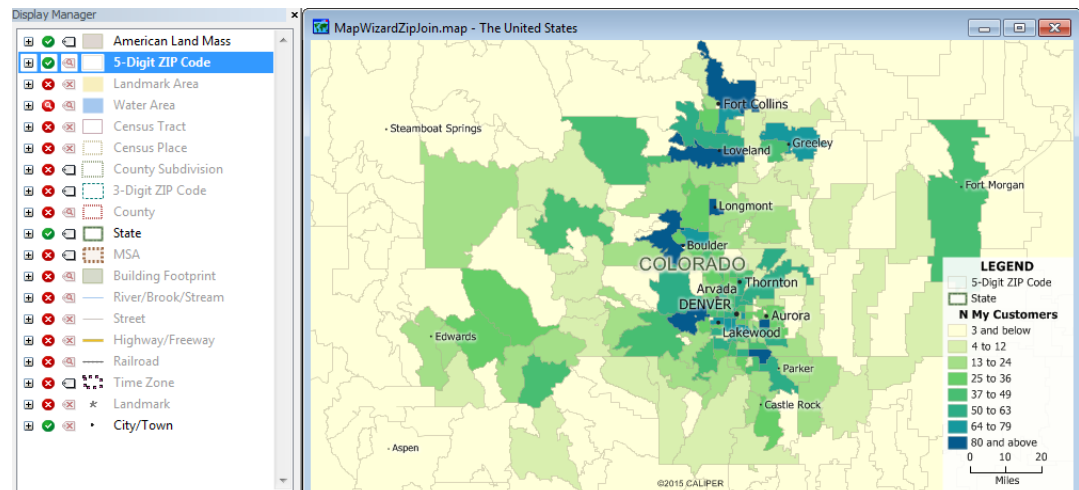 Display Manager
American Land Mass
5-Digit ZIP Code
Landmark Area
Water Area
Census Tract
Census Place
County Subdivision
3-Digit ZIP Code
County
State
MSA
Building Footprint
River/Brook/Stream
Street
Highway/Freeway
Railroad
Time Zone
Landmark
City/Town
MapWizardZipJoin.map - The United States
Fort Collins
Steamboat Springs
Greeley
Loveland
Fort Morgan
Longmont
Boulder
COLORADO
Thornton
Arvada
DENVER
Aurora
Lakewood
Edwards
Parker
Castle Rock
Aspen
©2015 CALIPER
LEGEND
5-Digit ZIP Code
State
N My Customers
3 and below
4 to 12
13 to 24
25 to 36
37 to 49
50 to 63
64 to 79
80 and above
0 10 20
Miles